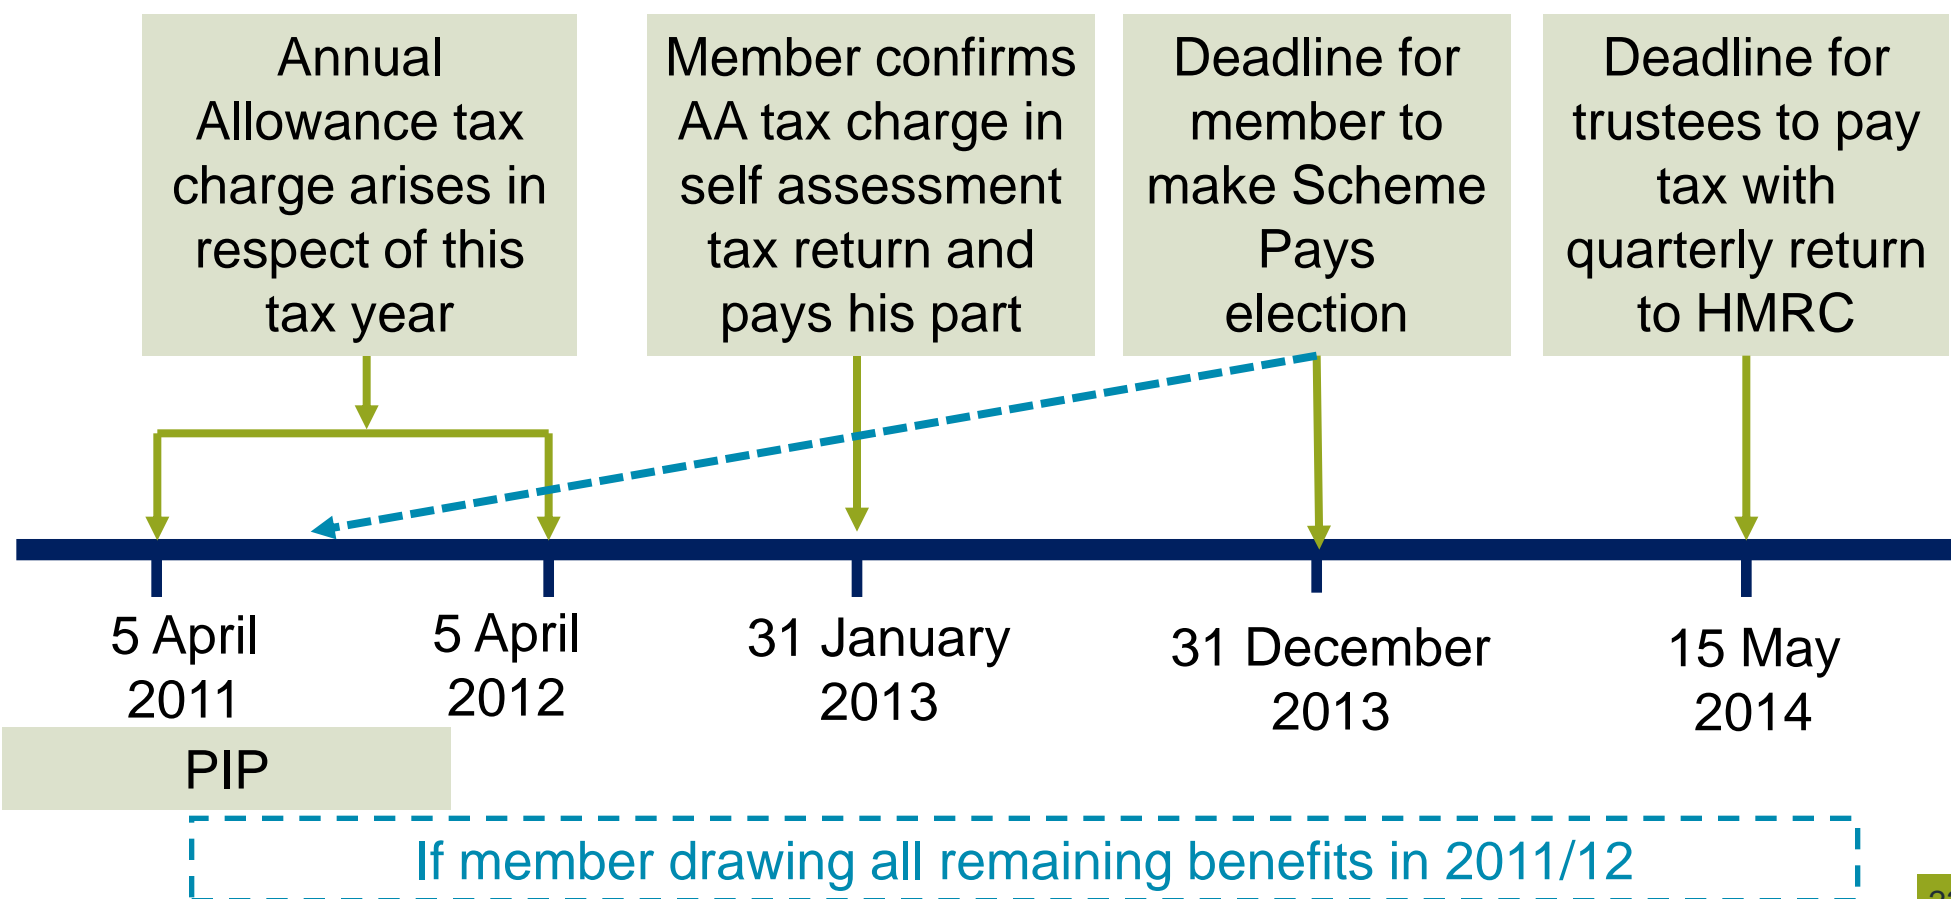 Annual
Allowance tax
charge arises in
respect of this
tax year
Member confirms
AA tax charge in
self assessment
tax return and
pays his part
Deadline for
member to
make Scheme
Pays
election
Deadline for
trustees to pay
tax with
quarterly return
to HMRC
5 April
2011
5 April
2012
31 January
2013
31 December
2013
15 May
2014
PIP
If member drawing all remaining benefits in 2011/12